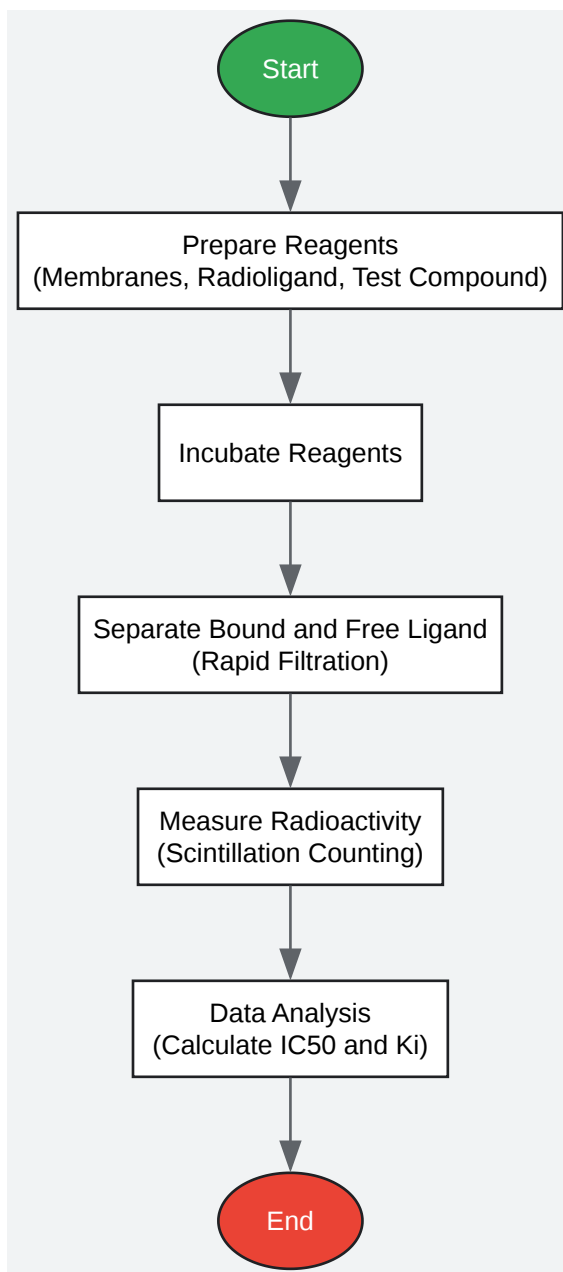 Start
Prepare Reagents
(Membranes, Radioligand, Test Compound)
Incubate Reagents
Separate Bound and Free Ligand
(Rapid Filtration)
Measure Radioactivity
(Scintillation Counting)
Data Analysis
(Calculate IC50 and Ki)
End